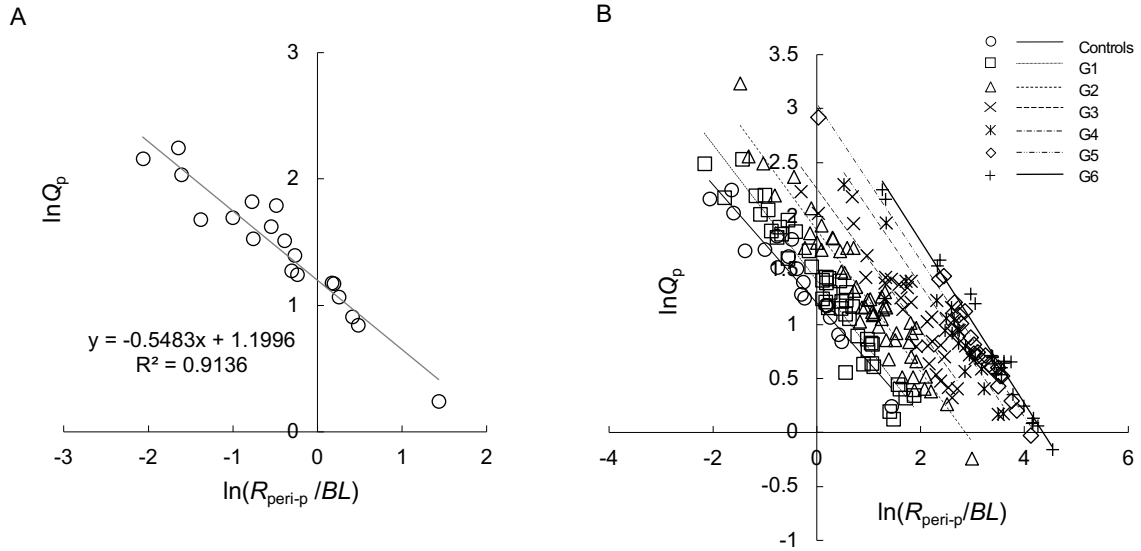 A
3
2
1
0
-3
-2
-1
0
1
2
lnQp
ln(Rperi-p /BL)
y = -0.5483x + 1.1996
R² = 0.9136
B
3.5
3
2.5
2
1.5
1
0.5
0
-0.5
-1
-4
-2
0
2
4
6
lnQp
ln(Rperi-p/BL)
Controls
G1
G2
G3
G4
G5
G6